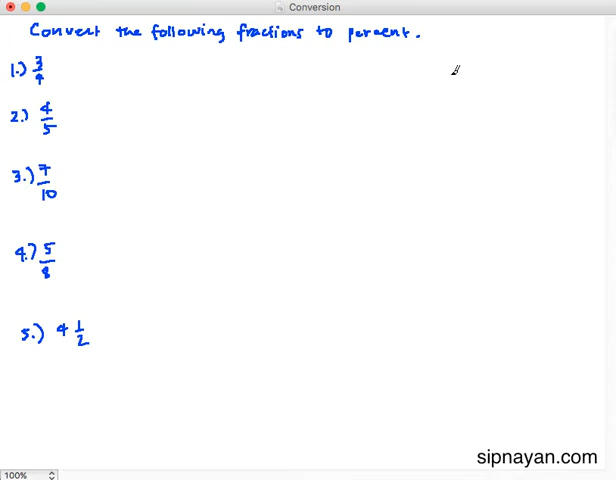 Conversion
Convert the following fractions to percent.
1.) 3/4
2.) 4/5
3.) 7/10
4.) 5/8
5.) 4 1/2
sipnayan.com
100%